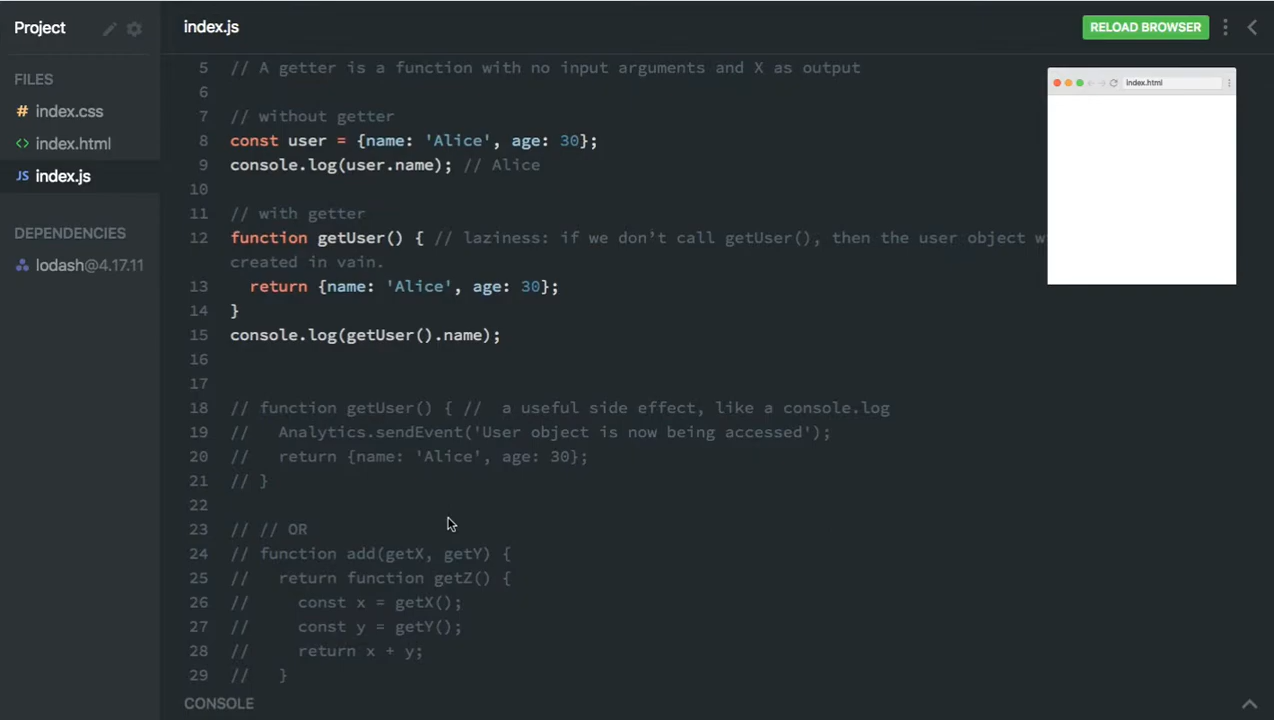 Project
index.js
RELOAD BROWSER
FILES
# index.css
<> index.html
JS index.js
DEPENDENCIES
lodash@4.17.11
index.html
5 // A getter is a function with no input arguments and X as output
6
7 // without getter
8 const user = {name: 'Alice', age: 30};
9 console.log(user.name); // Alice
10
11 // with getter
12 function getUser() { // laziness: if we don’t call getUser(), then the user object
created in vain.
13 return {name: 'Alice', age: 30};
14 }
15 console.log(getUser().name);
16
17
18 // function getUser() { //  a useful side effect, like a console.log
19 //   Analytics.sendEvent('User object is now being accessed');
20 //   return {name: 'Alice', age: 30};
21 // }
22
23 // // OR
24 // function add(getX, getY) {
25 //   return function getZ() {
26 //     const x = getX();
27 //     const y = getY();
28 //     return x + y;
29 //   }
CONSOLE